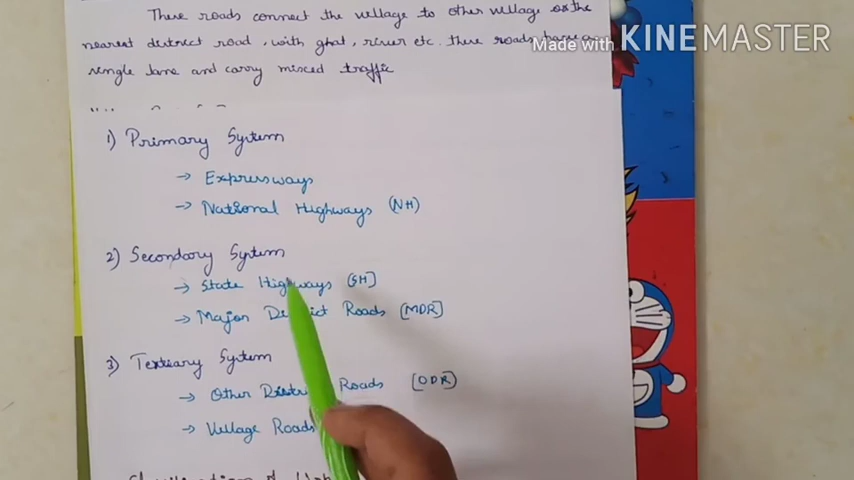 These roads connect the village to other village or the
nearest district road, with ghat, river etc. These roads have a
single lane and carry mixed traffic
Made with KINEMASTER
1) Primary System
→ Expressways
→ National Highways (NH)
2) Secondary System
→ State Highways [SH]
→ Major District Roads [MDR]
3) Tertiary System
→ Other District Roads [ODR]
→ Village Roads